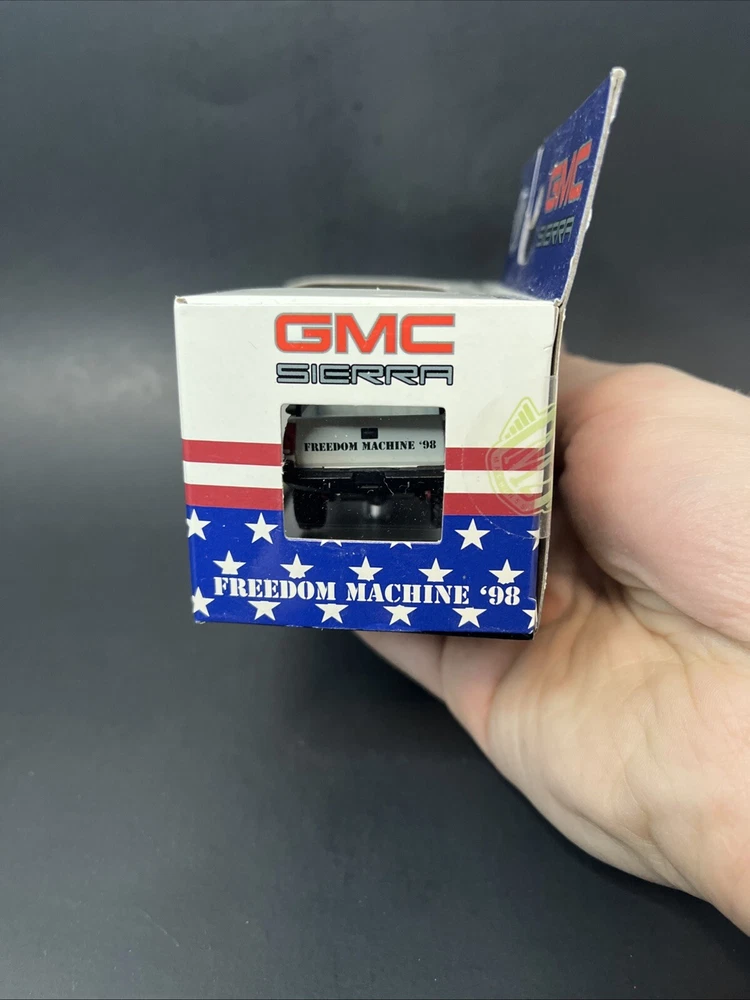 GMC
SIERRA
GMC
SIERRA
FREEDOM MACHINE '98
FREEDOM MACHINE ‘98